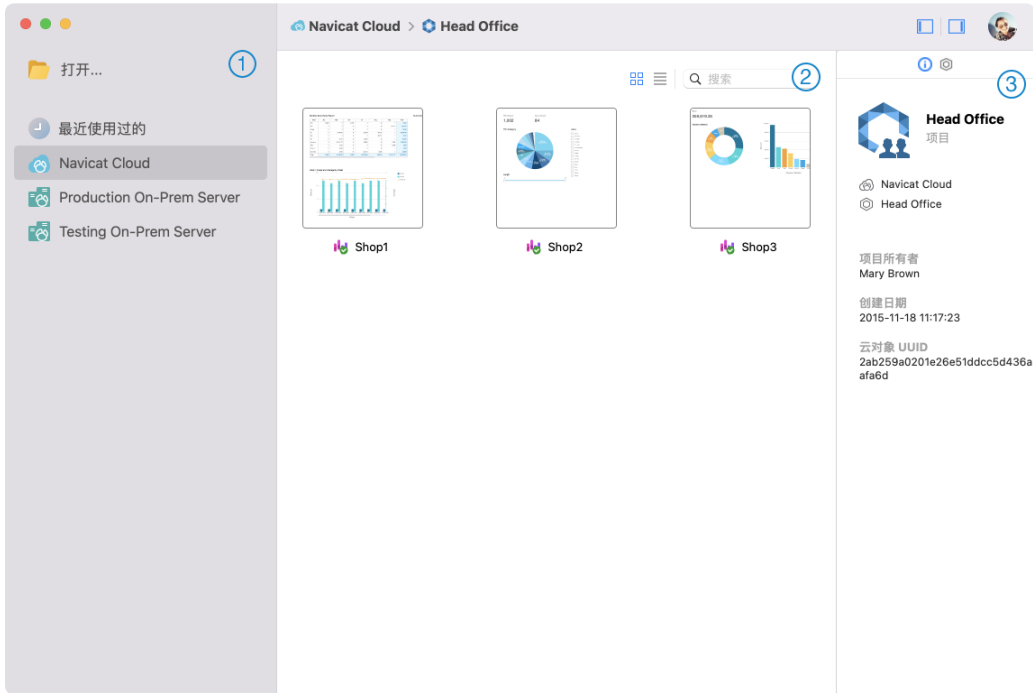 Navicat Cloud > Head Office
打开...
1
最近使用过的
Navicat Cloud
Production On-Prem Server
Testing On-Prem Server
搜索
2
Shop1
Shop2
Shop3
3
Head Office
项目
Navicat Cloud
Head Office
项目所有者
Mary Brown
创建日期
2015-11-18 11:17:23
云对象 UUID
2ab259a0201e26e51ddcc5d436a
afa6d